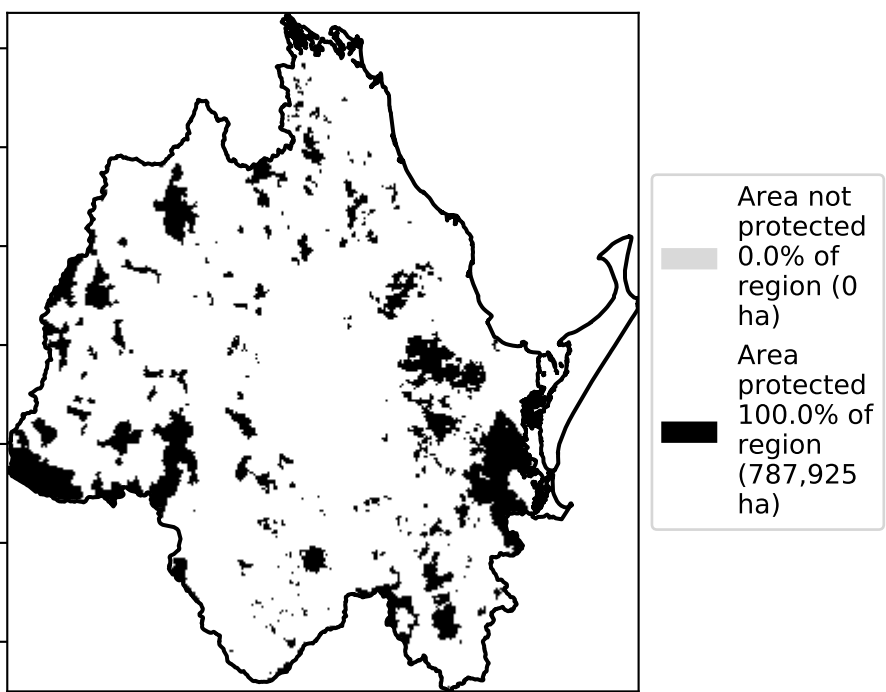 Area not
protected
0.0% of
region (0
ha)
Area
protected
100.0% of
region
(787,925
ha)